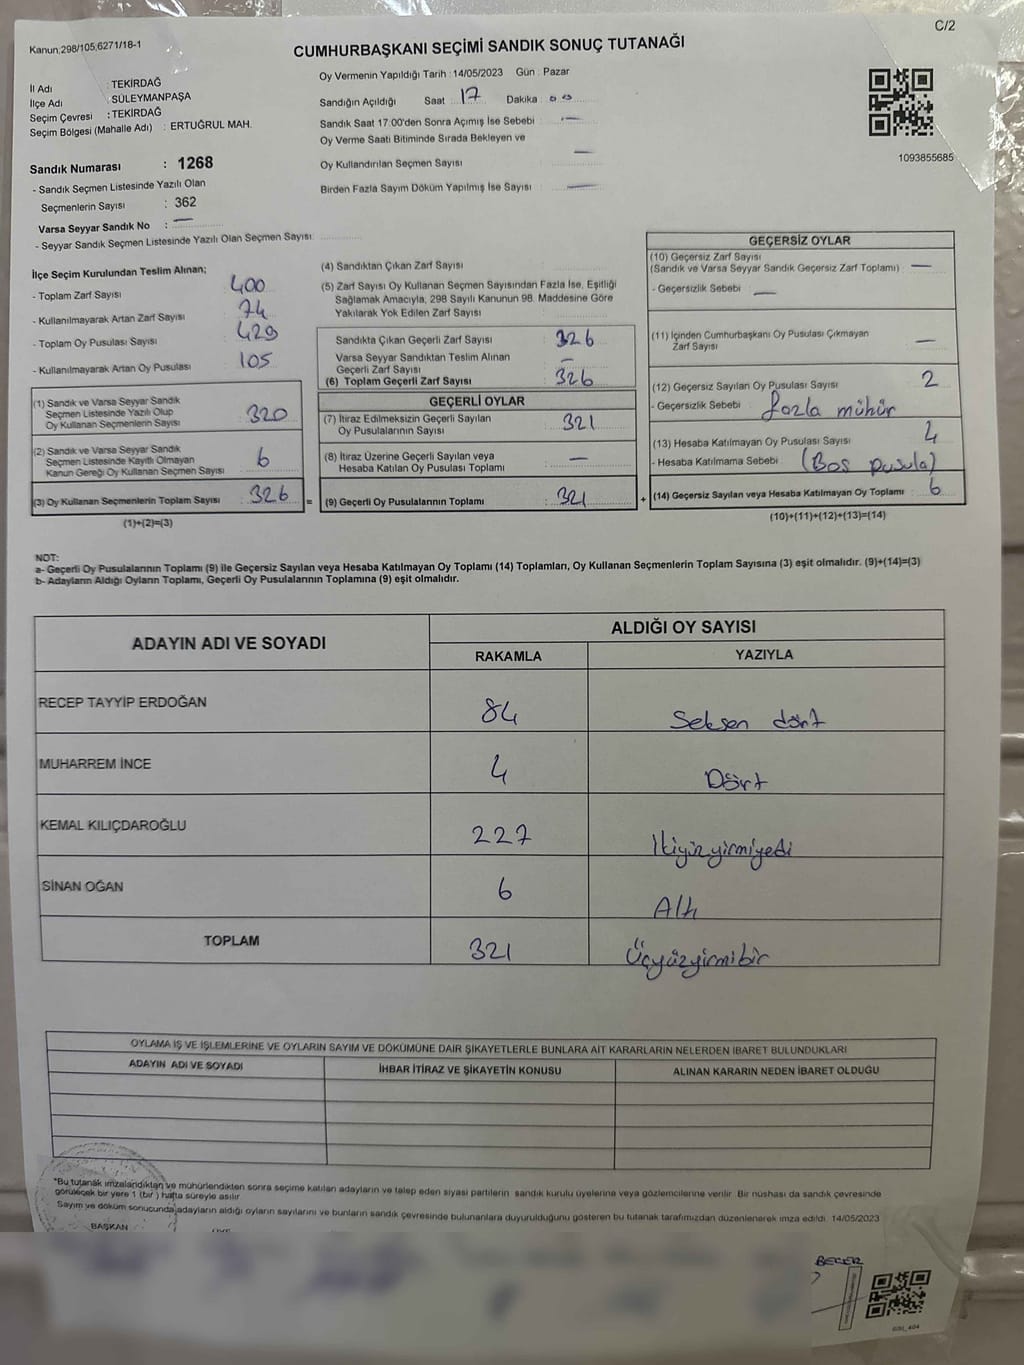 C/2
Kanun;298/105,6271/18-1
CUMHURBAŞKANI SEÇİMİ SANDIK SONUÇ TUTANAĞI
İl Adı : TEKİRDAĞ
İlçe Adı : SÜLEYMANPAŞA
Seçim Çevresi : TEKİRDAĞ
Seçim Bölgesi (Mahalle Adı) : ERTUĞRUL MAH.
Sandık Numarası : 1268
- Sandık Seçmen Listesinde Yazılı Olan
Seçmenlerin Sayısı : 362
Varsa Seyyar Sandık No : —
- Seyyar Sandık Seçmen Listesinde Yazılı Olan Seçmen Sayısı:
Oy Vermenin Yapıldığı Tarih : 14/05/2023 Gün : Pazar
Sandığın Açıldığı Saat : 17 Dakika : 00
Sandık Saat 17:00'den Sonra Açımış İse Sebebi : —
Oy Verme Saati Bitiminde Sırada Bekleyen ve
Oy Kullandırılan Seçmen Sayısı : —
Birden Fazla Sayım Döküm Yapılmış İse Sayısı : —
1093855685
İlçe Seçim Kurulundan Teslim Alınan;
- Toplam Zarf Sayısı 400
- Kullanılmayarak Artan Zarf Sayısı 74
- Toplam Oy Pusulası Sayısı 429
- Kullanılmayarak Artan Oy Pusulası 105
(1) Sandık ve Varsa Seyyar Sandık
Seçmen Listesinde Yazılı Olup
Oy Kullanan Seçmenlerin Sayısı : 320
(2) Sandık ve Varsa Seyyar Sandık
Seçmen Listesinde Kayıtlı Olmayan
Kanun Gereği Oy Kullanan Seçmen Sayısı : 6
(3) Oy Kullanan Seçmenlerin Toplam Sayısı : 326 =
(1)+(2)=(3)
(4) Sandıktan Çıkan Zarf Sayısı :
(5) Zarf Sayısı Oy Kullanan Seçmen Sayısından Fazla İse, Eşitliği
Sağlamak Amacıyla, 298 Sayılı Kanunun 98. Maddesine Göre
Yakılarak Yok Edilen Zarf Sayısı :
Sandıkta Çıkan Geçerli Zarf Sayısı : 326
Varsa Seyyar Sandıktan Teslim Alınan
Geçerli Zarf Sayısı : —
(6) Toplam Geçerli Zarf Sayısı : 326
GEÇERLİ OYLAR
(7) İtiraz Edilmeksizin Geçerli Sayılan
Oy Pusulalarının Sayısı : 321
(8) İtiraz Üzerine Geçerli Sayılan veya
Hesaba Katılan Oy Pusulası Toplamı : —
(9) Geçerli Oy Pusulalarının Toplamı : 321 +
GEÇERSİZ OYLAR
(10) Geçersiz Zarf Sayısı
(Sandık ve Varsa Seyyar Sandık Geçersiz Zarf Toplamı) : —
- Geçersizlik Sebebi : —
(11) İçinden Cumhurbaşkanı Oy Pusulası Çıkmayan
Zarf Sayısı : —
(12) Geçersiz Sayılan Oy Pusulası Sayısı : 2
- Geçersizlik Sebebi : fazla mühür
(13) Hesaba Katılmayan Oy Pusulası Sayısı : 4
- Hesaba Katılmama Sebebi : (Bos pusula)
(14) Geçersiz Sayılan veya Hesaba Katılmayan Oy Toplamı : 6
(10)+(11)+(12)+(13)=(14)
NOT:
a- Geçerli Oy Pusulasının Toplamı (9) ile Geçersiz Sayılan veya Hesaba Katılmayan Oy Toplamı (14) Toplamları, Oy Kullanan Seçmenlerin Toplam Sayısına (3) eşit olmalıdır. (9)+(14)=(3)
b- Adayların Aldığı Oyların Toplamı, Geçerli Oy Pusulalarının Toplamına (9) eşit olmalıdır.
ADAYIN ADI VE SOYADI ALDIĞI OY SAYISI
RAKAMLA YAZIYLA
RECEP TAYYİP ERDOĞAN 84 Seksen dört
MUHARREM İNCE 4 Dört
KEMAL KILIÇDAROĞLU 227 İkiyüzyirmiyedi
SİNAN OĞAN 6 Altı
TOPLAM 321 Üçyüzyirmibir
OYLAMA İŞ VE İŞLEMLERİNE VE OYLARIN SAYIM VE DÖKÜMÜNE DAİR ŞİKAYETLERLE BUNLARA AİT KARARLARIN NELERDEN İBARET BULUNDUKLARI
ADAYIN ADI VE SOYADI İHBAR İTİRAZ VE ŞİKAYETİN KONUSU ALINAN KARARIN NEDEN İBARET OLDUĞU
*Bu tutanak imzalandıktan ve mühürlendikten sonra seçime katılan adayların ve talep eden siyasi partilerin sandık kurulu üyelerine veya gözlemcilerine verilir. Bir nüshası da sandık çevresinde
görülecek bir yere 1 (bir) hafta süreyle asılır
Sayım ve döküm sonucunda adayların aldığı oyların sayılarını ve bunların sandık çevresinde bulunanlara duyurulduğunu gösteren bu tutanak tarafımızdan düzenlenerek imza edildi. 14/05/2023
BAŞKAN